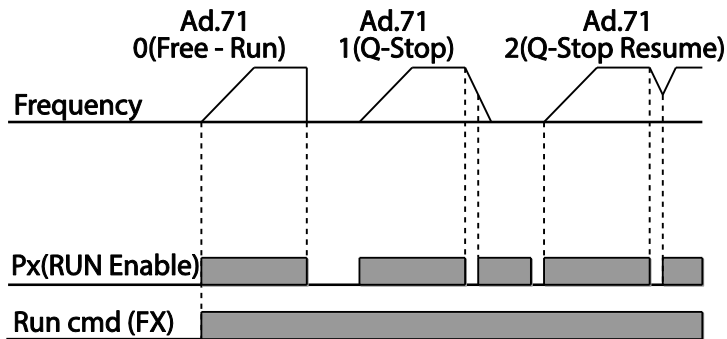 Ad.71
0(Free - Run)
Ad.71
1(Q-Stop)
Ad.71
2(Q-Stop Resume)
Frequency
Px(RUN Enable)
Run cmd (FX)